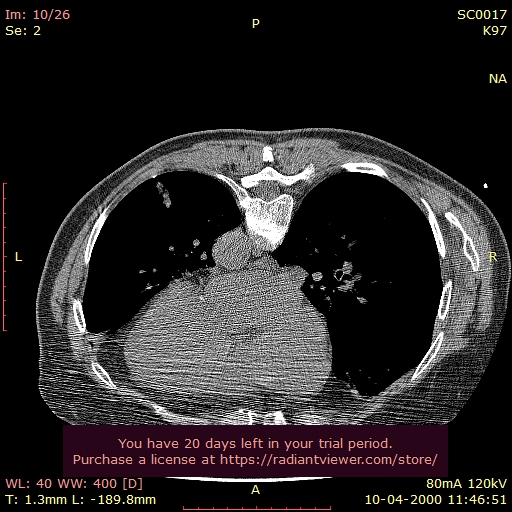 Im: 10/26
Se: 2
P
SC0017
K97
NA
L
R
You have 20 days left in your trial period.
Purchase a license at https://radiantviewer.com/store/
WL: 40 WW: 400 [D]
T: 1.3mm L: -189.8mm
A
80mA 120kV
10-04-2000 11:46:51